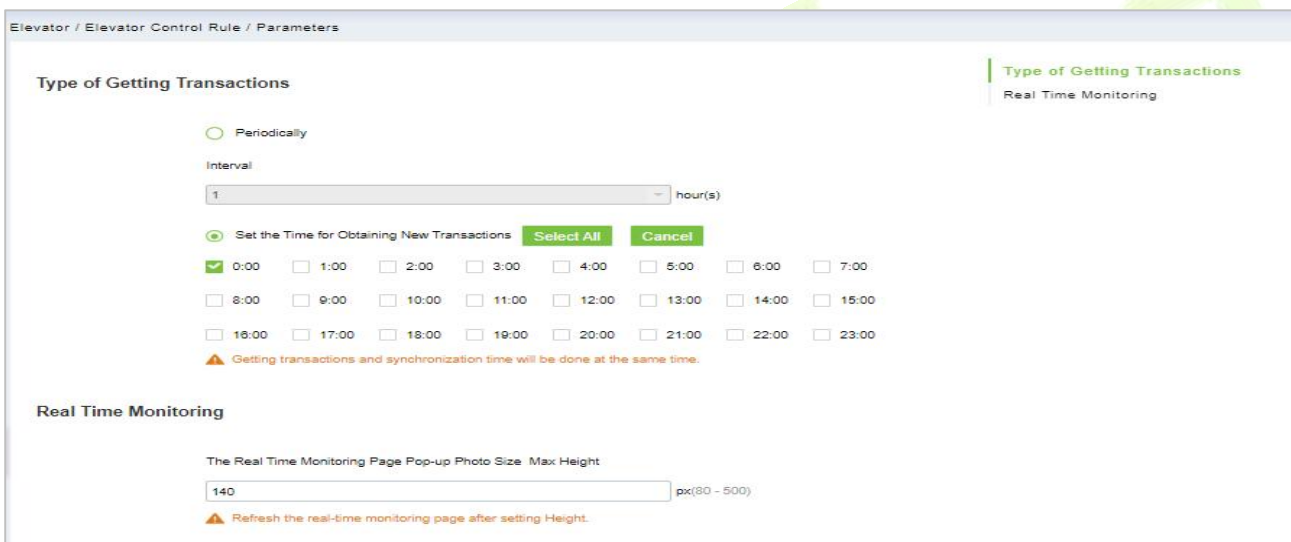 Elevator / Elevator Control Rule / Parameters
Type of Getting Transactions
Type of Getting Transactions
Real Time Monitoring
Periodically
Interval
1 hour(s)
Set the Time for Obtaining New Transactions Select All Cancel
0:00 1:00 2:00 3:00 4:00 5:00 6:00 7:00
8:00 9:00 10:00 11:00 12:00 13:00 14:00 15:00
16:00 17:00 18:00 19:00 20:00 21:00 22:00 23:00
Getting transactions and synchronization time will be done at the same time.
Real Time Monitoring
The Real Time Monitoring Page Pop-up Photo Size Max Height
140 px(80 - 500)
Refresh the real-time monitoring page after setting Height.